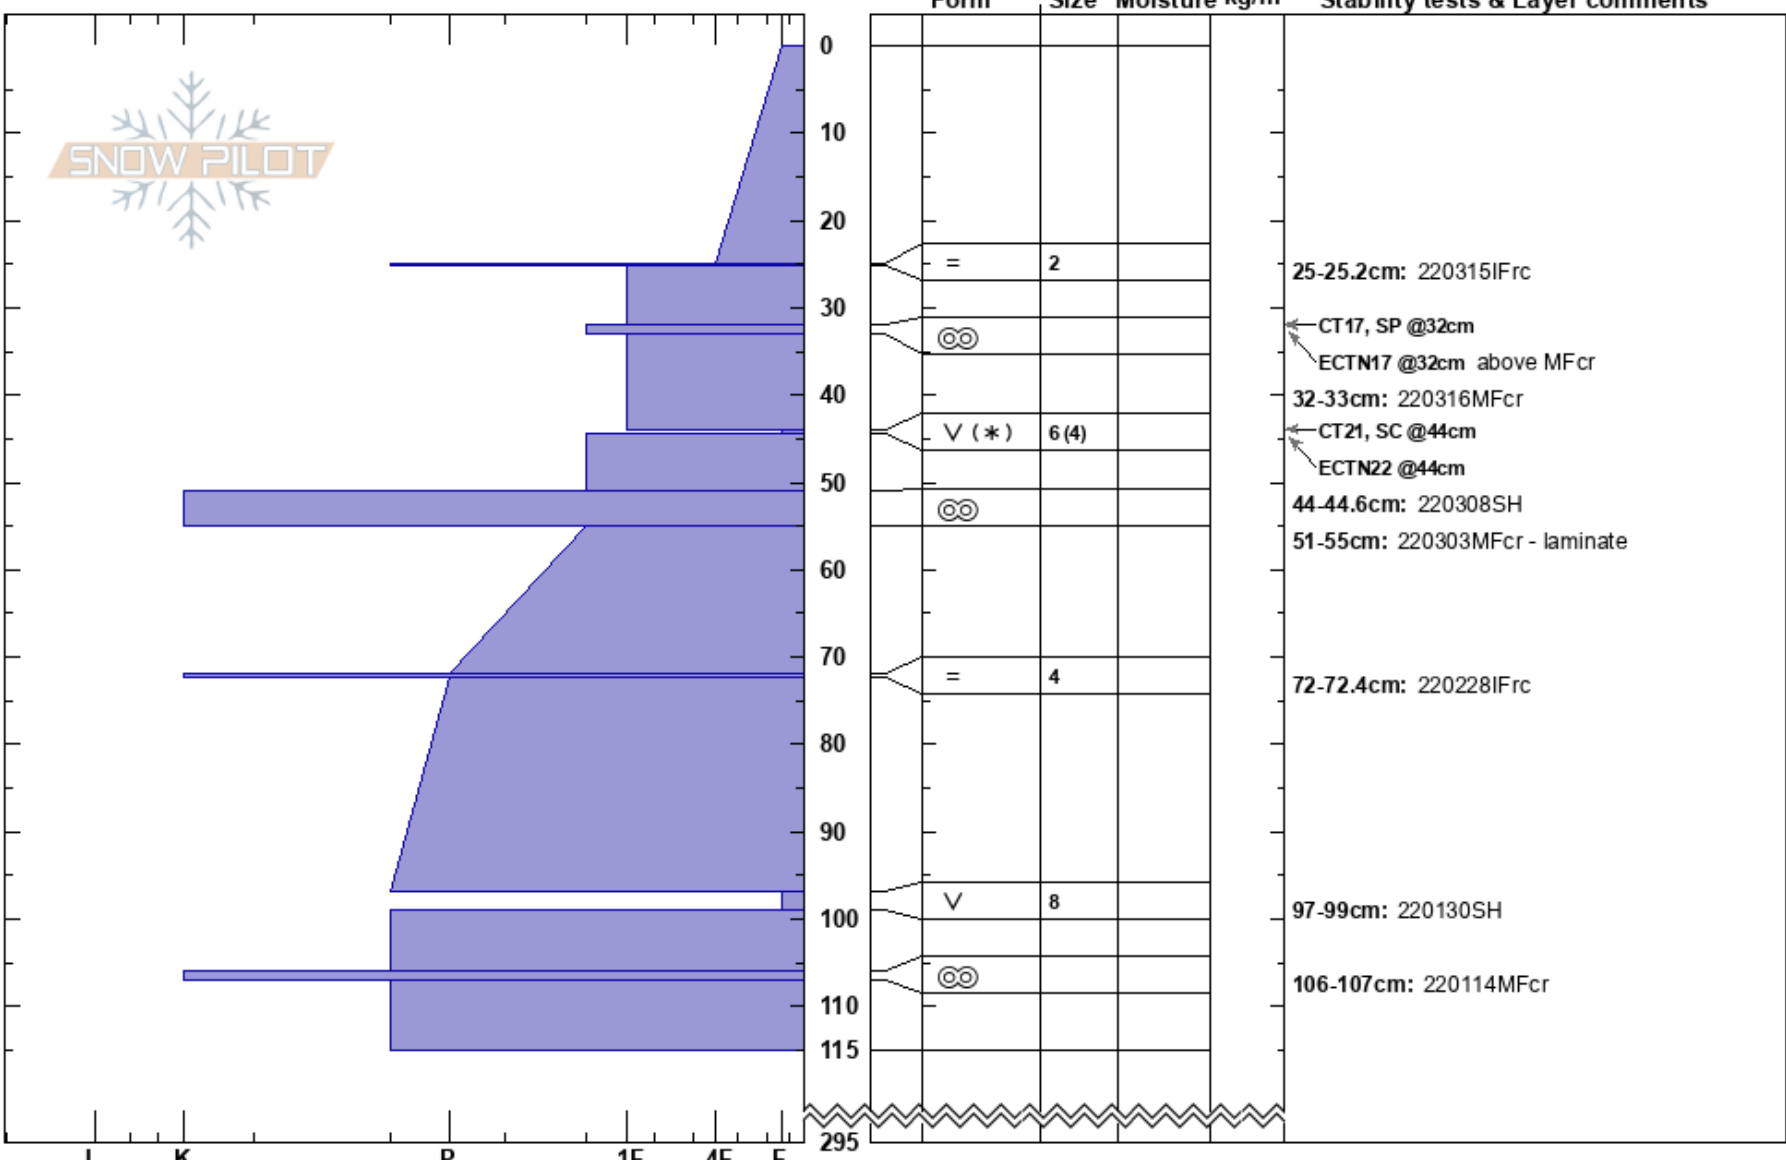 Form Size Moisture kg/m Stability tests & Layer comments
SNOW PILOT
0
10
20
= 2
25-25.2cm: 220315IFrc
30
CT17, SP @32cm
ECTN17 @32cm above MFcr
40
32-33cm: 220316MFcr
V (*) 6 (4)
CT21, SC @44cm
ECTN22 @44cm
50
44-44.6cm: 220308SH
51-55cm: 220303MFcr - laminate
60
70
= 4
72-72.4cm: 220228IFrc
80
90
V 8
97-99cm: 220130SH
100
106-107cm: 220114MFcr
110
115
295
I K P 1F 4F F